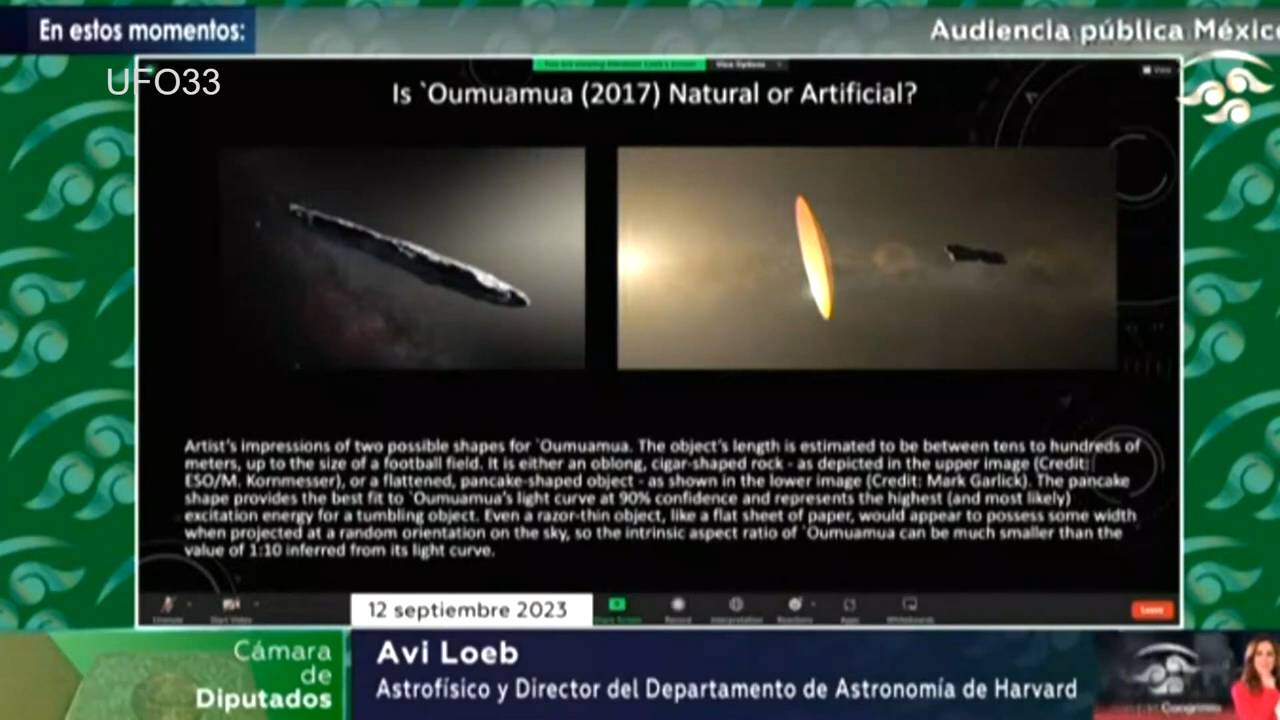 En estos momentos:
Audiencia pública Méxic
UFO33
View Options
View
Is `Oumuamua (2017) Natural or Artificial?
Artist's impressions of two possible shapes for `Oumuamua. The object's length is estimated to be between tens to hundreds of
meters, up to the size of a football field. It is either an oblong, cigar-shaped rock - as depicted in the upper image (Credit:
ESO/M. Kornmesser), or a flattened, pancake-shaped object - as shown in the lower image (Credit: Mark Garlick). The pancake
shape provides the best fit to `Oumuamua's light curve at 90% confidence and represents the highest (and most likely)
excitation energy for a tumbling object. Even a razor-thin object, like a flat sheet of paper, would appear to possess some width
when projected at a random orientation on the sky, so the intrinsic aspect ratio of `Oumuamua can be much smaller than the
value of 1:10 inferred from its light curve.
12 septiembre 2023
Leave
Cámara
de
Diputados
Avi Loeb
Astrofísico y Director del Departamento de Astronomía de Harvard